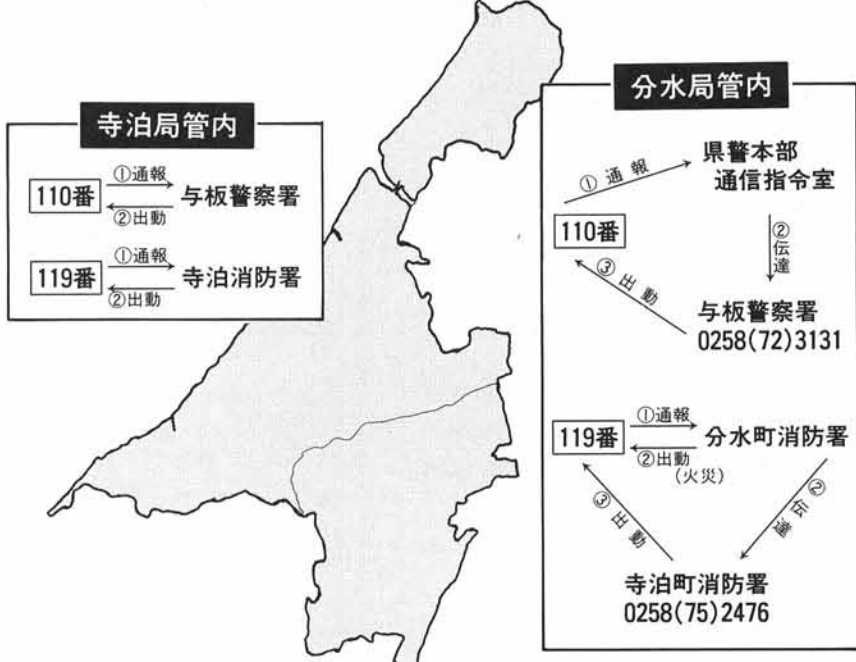 寺泊局管内
110番
①通報
②出動
与板警察署
119番
①通報
②出動
寺泊消防署
分水局管内
110番
①通報
県警本部
通信指令室
②伝達
与板警察署
0258(72)3131
③出動
119番
①通報
②出動
(火災)
分水町消防署
②伝達
寺泊町消防署
0258(75)2476
③出動